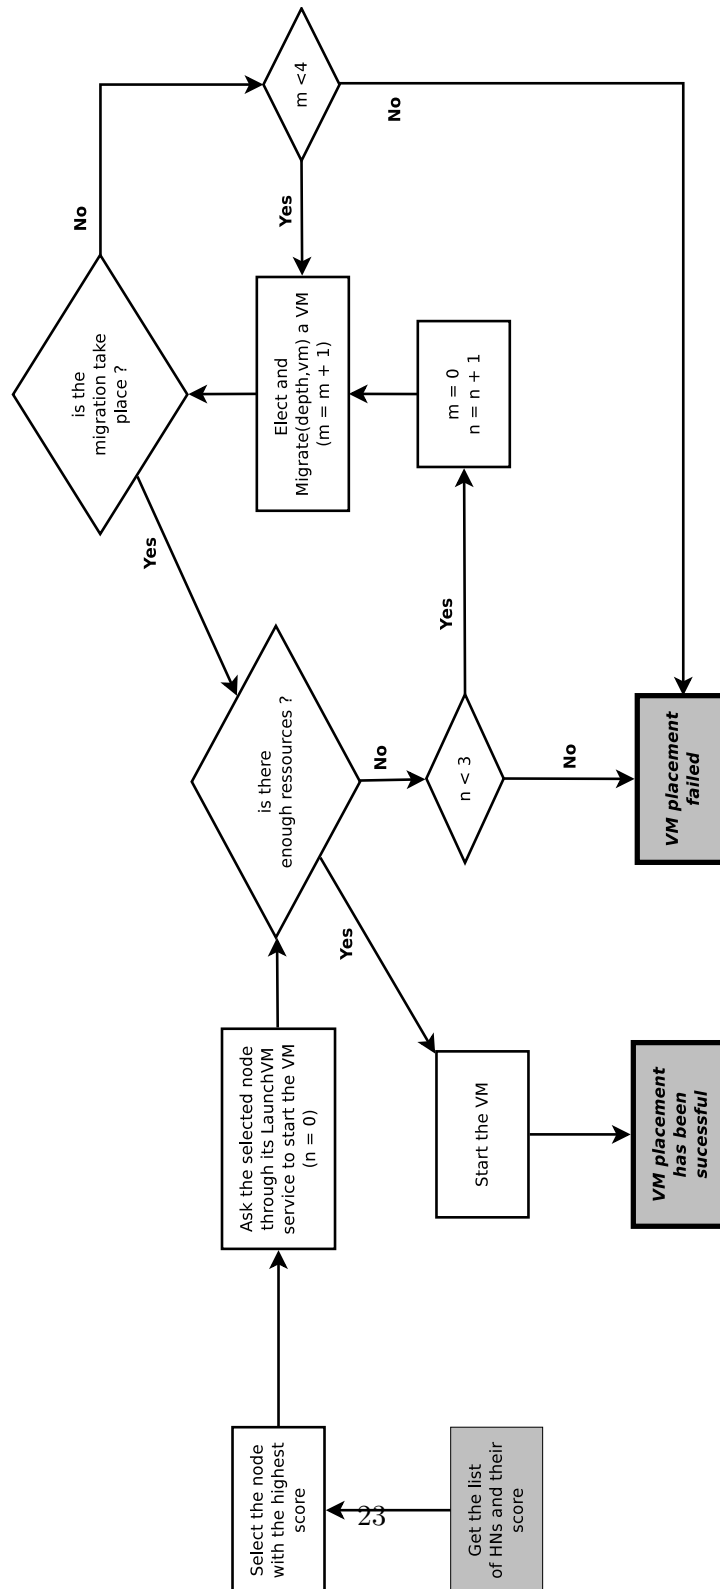 Get the list
of HNs and their
score
Select the node
with the highest
score
Ask the selected node
through its LaunchVM
service to start the VM
(n = 0)
is there
enough ressources ?
Yes
Start the VM
VM placement
has been
sucessful
No
n < 3
No
VM placement
failed
Yes
m = 0
n = n + 1
Elect and
Migrate(depth,vm) a VM
(m = m + 1)
is the
migration take
place ?
Yes
No
m <4
Yes
No
23